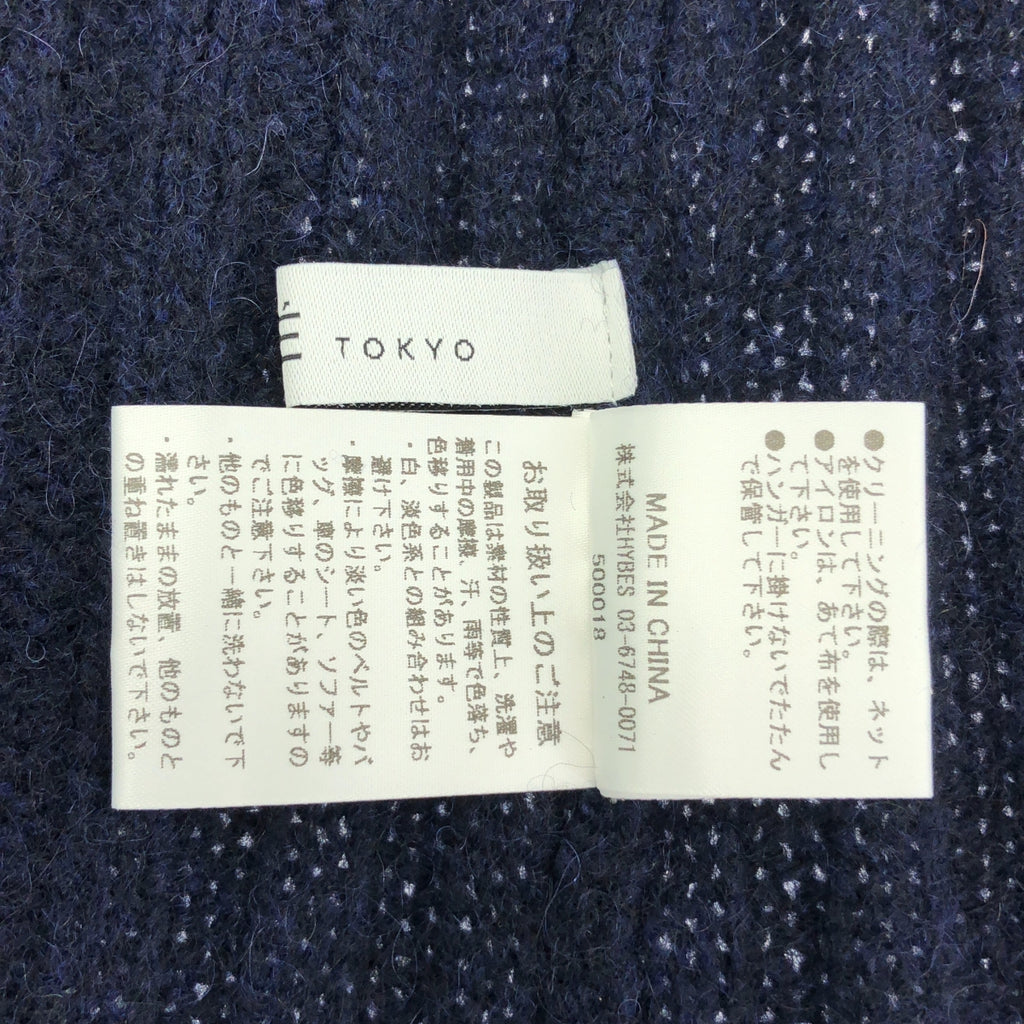 TOKYO
●クリーニングの際は、ネット
を使用して下さい。
●アイロンは、あて布を使用し
て下さい。
●ハンガーに掛けないでたたん
で保管して下さい。
MADE IN CHINA
株式会社HYBES 03-6748-0071
500013
お取り扱い上のご注意
この製品は素材の性質上、洗濯や
着用中の摩擦、汗、雨等で色落ち、
色移りすることがあります。
・白、淡色系との組み合わせはお
避け下さい。
・摩擦により淡い色のベルトやバ
ッグ、車のシート、ソファー等
に色移りすることがありますの
でご注意下さい。
・他のものと一緒に洗わないで下
さい。
・濡れたままの放置、他のものと
の重ね置きはしないで下さい。